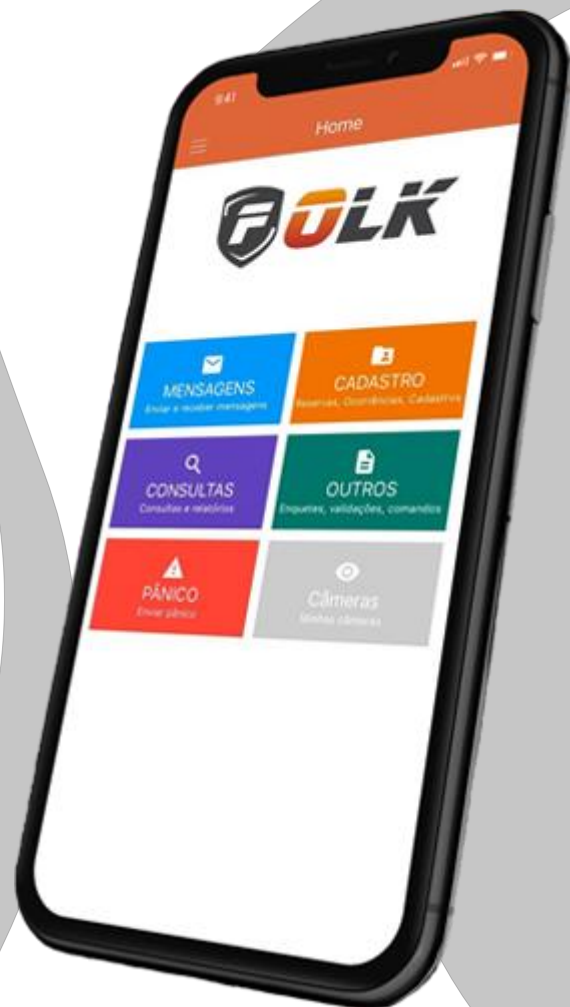 9:41
Home
FOLK
MENSAGENS
Enviar e receber mensagens
CADASTRO
Reservas, Ocorrências, Cadastros
CONSULTAS
Consultas e relatórios
OUTROS
Enquetes, validações, comandos
PÂNICO
Enviar pânico
Câmeras
Minhas câmeras